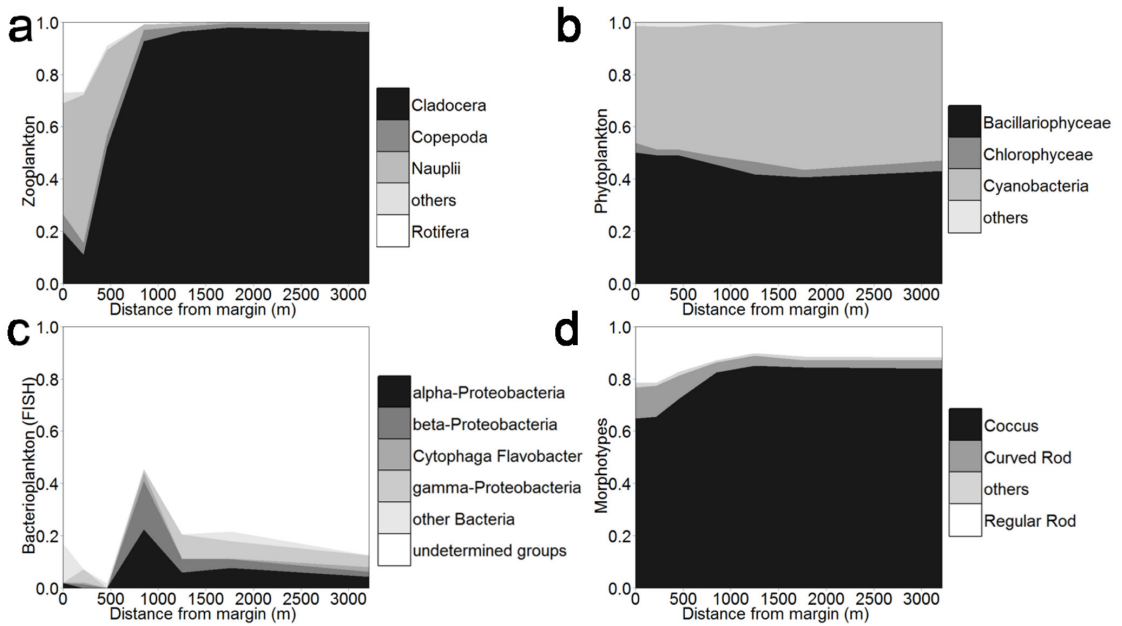 a
Zooplankton
1.0
0.8
0.6
0.4
0.2
0.0
0 500 1000 1500 2000 2500 3000
Distance from margin (m)
Cladocera
Copepoda
Nauplii
others
Rotifera
b
Phytoplankton
1.0
0.8
0.6
0.4
0.2
0.0
0 500 1000 1500 2000 2500 3000
Distance from margin (m)
Bacillariophyceae
Chlorophyceae
Cyanobacteria
others
c
Bacterioplankton (FISH)
1.0
0.8
0.6
0.4
0.2
0.0
0 500 1000 1500 2000 2500 3000
Distance from margin (m)
alpha-Proteobacteria
beta-Proteobacteria
Cytophaga Flavobacter
gamma-Proteobacteria
other Bacteria
undetermined groups
d
Morphotypes
1.0
0.8
0.6
0.4
0.2
0.0
0 500 1000 1500 2000 2500 3000
Distance from margin (m)
Coccus
Curved Rod
others
Regular Rod